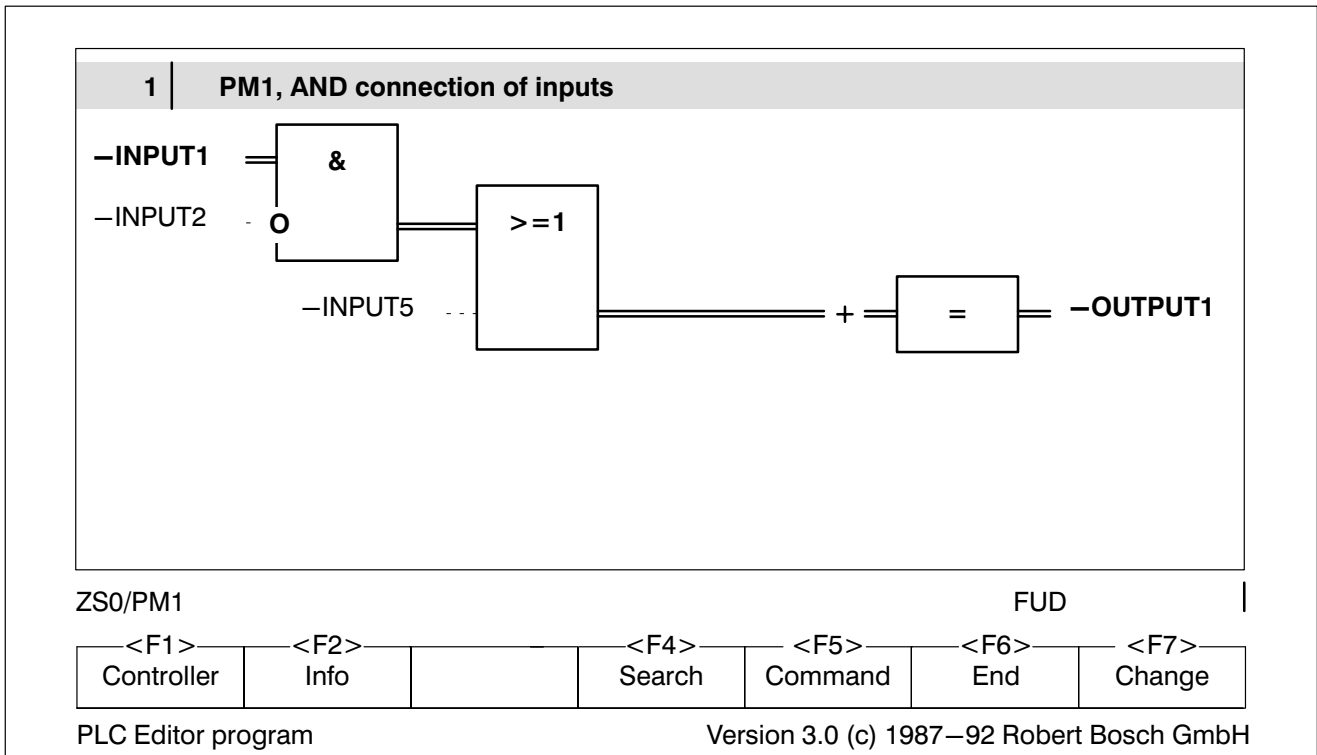 1 PM1, AND connection of inputs
–INPUT1
&
–INPUT2
O
>=1
–INPUT5
+
=
–OUTPUT1
ZS0/PM1 FUD
<F1> <F2> <F4> <F5> <F6> <F7>
Controller Info Search Command End Change
PLC Editor program Version 3.0 (c) 1987–92 Robert Bosch GmbH